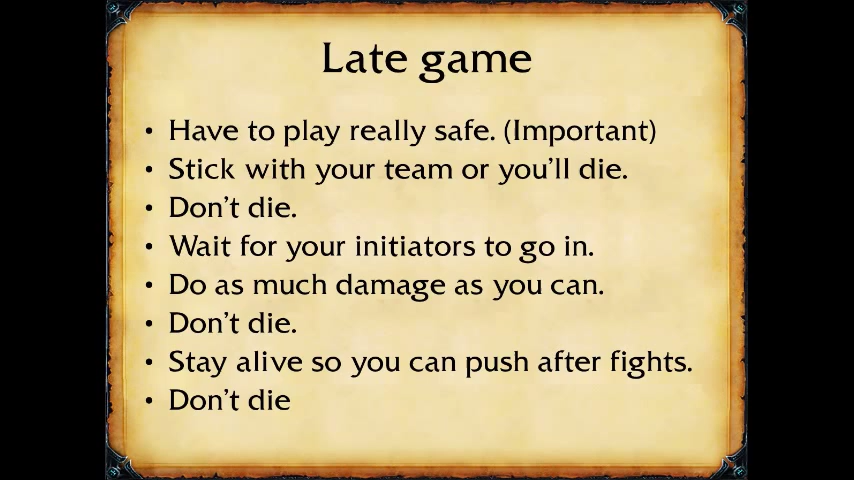 Late game
• Have to play really safe. (Important)
• Stick with your team or you'll die.
• Don't die.
• Wait for your initiators to go in.
• Do as much damage as you can.
• Don't die.
• Stay alive so you can push after fights.
• Don't die